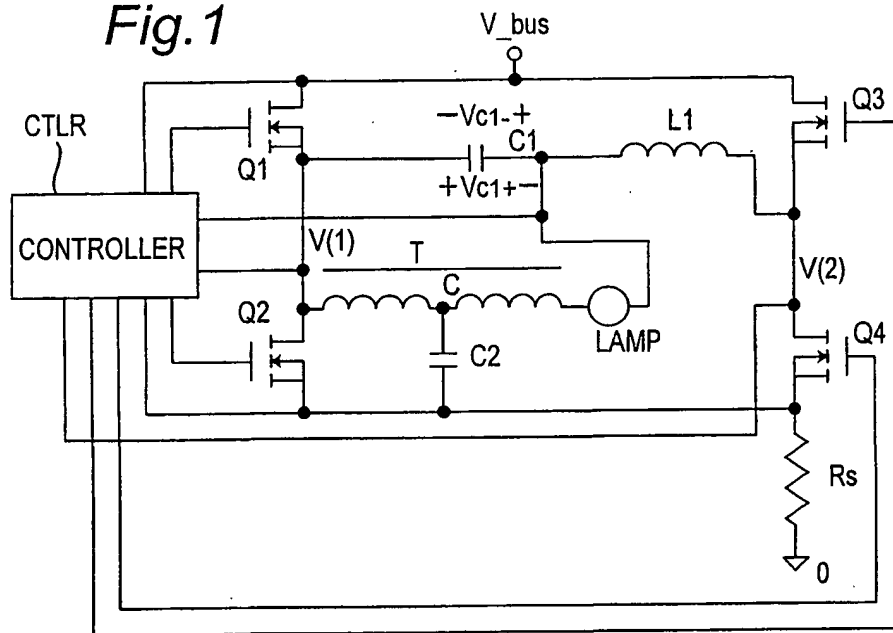 Fig.1
V_bus
CTLR
Q1
−Vc1-+
C1
+Vc1+−
L1
Q3
CONTROLLER
V(1)
T
V(2)
Q2
C
LAMP
Q4
C2
Rs
0